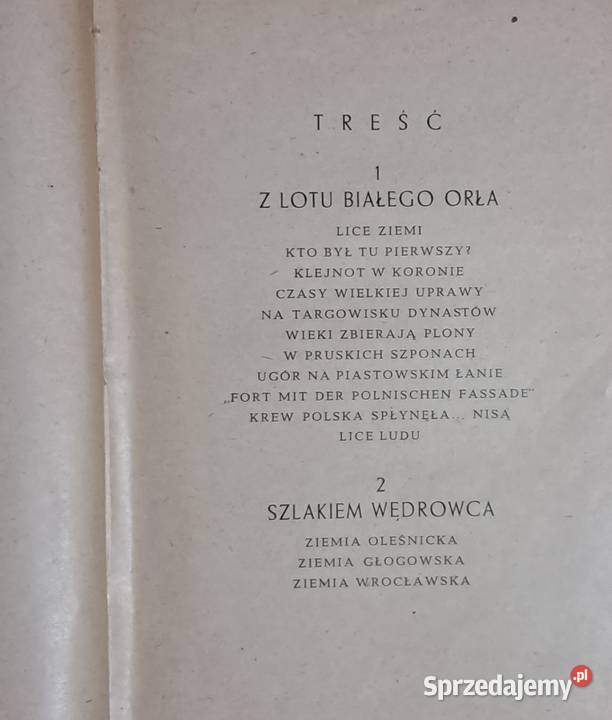 TREŚĆ
1
Z LOTU BIAŁEGO ORŁA
LICE ZIEMI
KTO BYŁ TU PIERWSZY?
KLEJNOT W KORONIE
CZASY WIELKIEJ UPRAWY
NA TARGOWISKU DYNASTÓW
WIEKI ZBIERAJĄ PLONY
W PRUSKICH SZPONACH
UGÓR NA PIASTOWSKIM ŁANIE
„FORT MIT DER POLNISCHEN FASSADE"
KREW POLSKA SPŁYNĘŁA... NISĄ
LICE LUDU
2
SZLAKIEM WĘDROWCA
ZIEMIA OLEŚNICKA
ZIEMIA GŁOGOWSKA
ZIEMIA WROCŁAWSKA
Sprzedajemy.pl